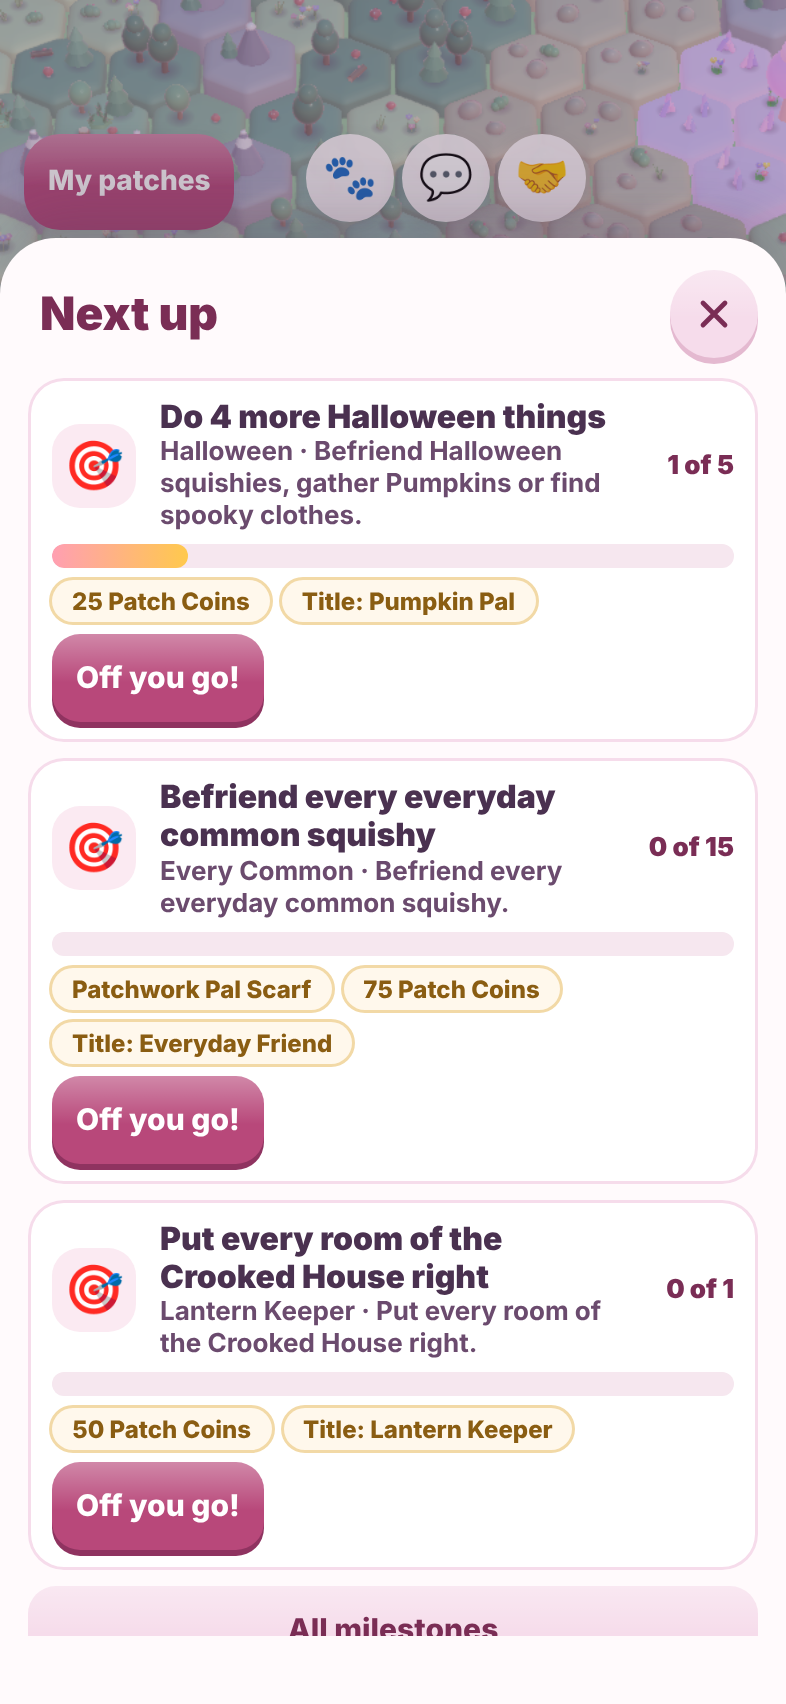 My patches
Next up
Do 4 more Halloween things
Halloween · Befriend Halloween
squishies, gather Pumpkins or find
spooky clothes.
1 of 5
25 Patch Coins
Title: Pumpkin Pal
Off you go!
Befriend every everyday
common squishy
Every Common · Befriend every
everyday common squishy.
0 of 15
Patchwork Pal Scarf
75 Patch Coins
Title: Everyday Friend
Off you go!
Put every room of the
Crooked House right
Lantern Keeper · Put every room of
the Crooked House right.
0 of 1
50 Patch Coins
Title: Lantern Keeper
Off you go!
All milestones